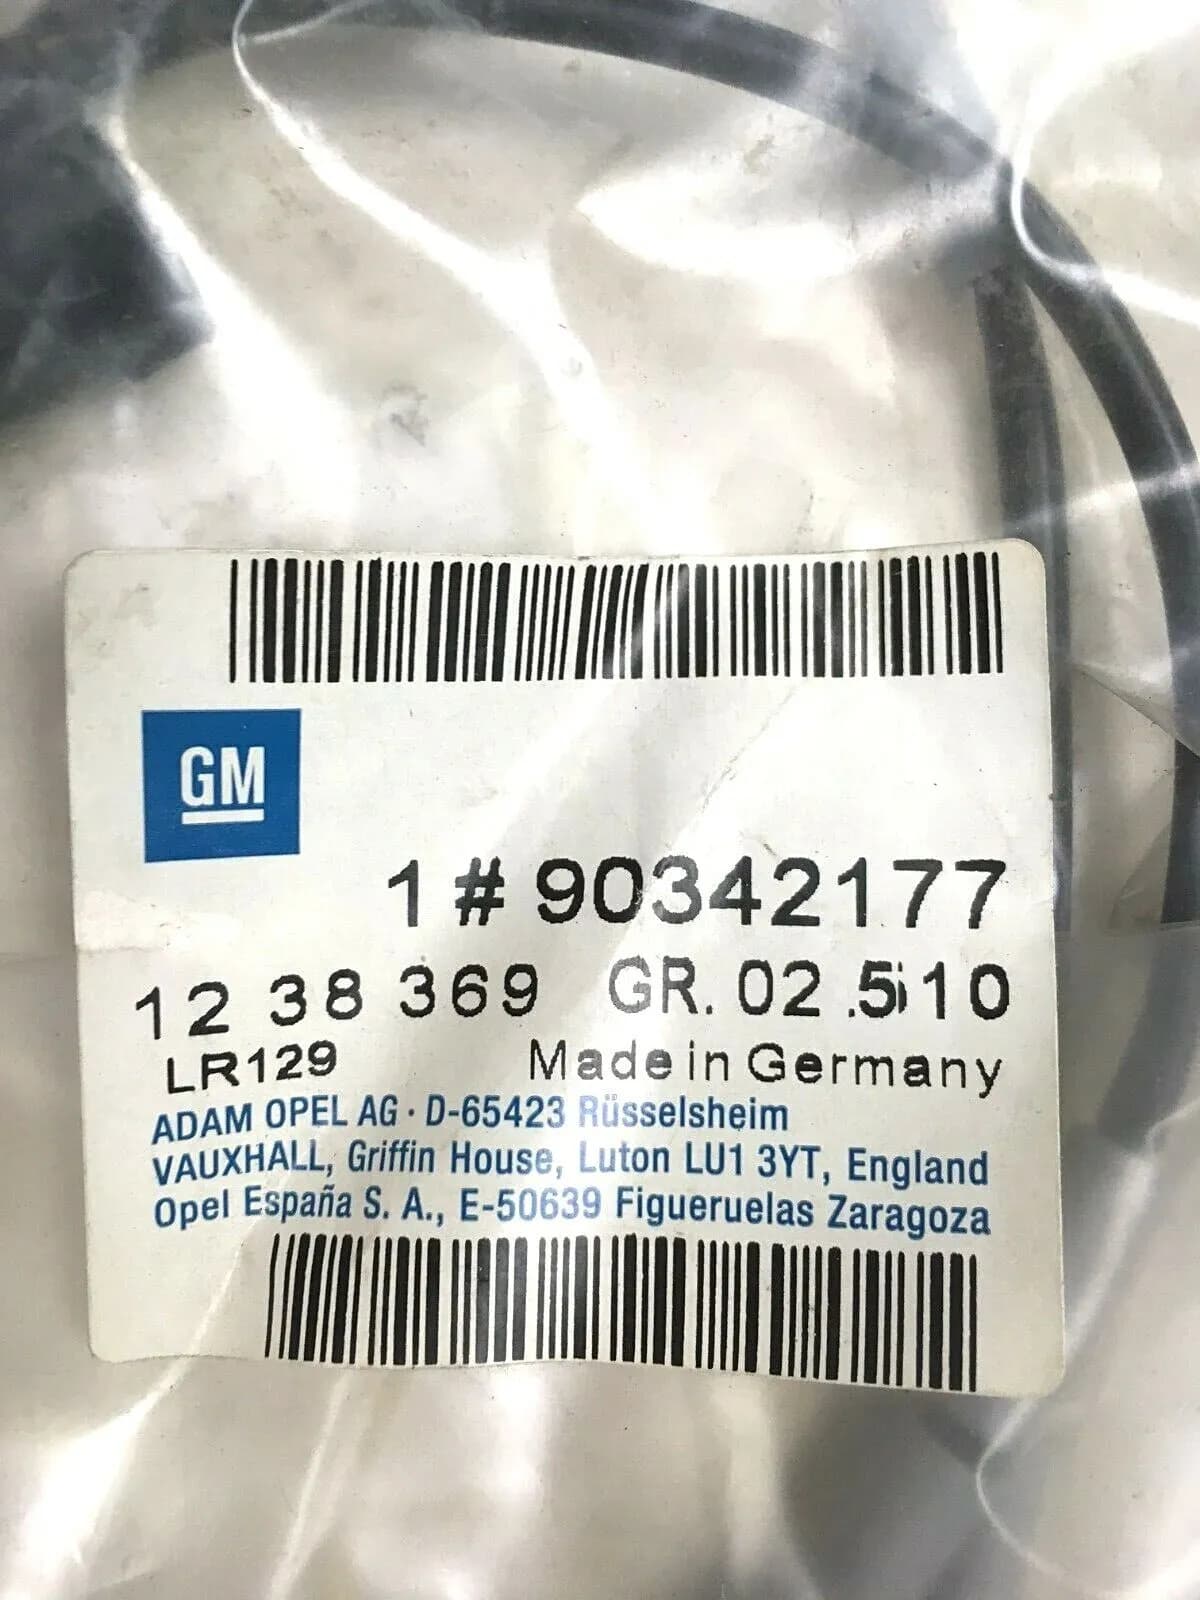 GM
1 # 90342177
12 38 369 GR. 02.510
LR129 Made in Germany
ADAM OPEL AG · D-65423 Rüsselsheim
VAUXHALL, Griffin House, Luton LU1 3YT, England
Opel España S. A., E-50639 Figueruelas Zaragoza